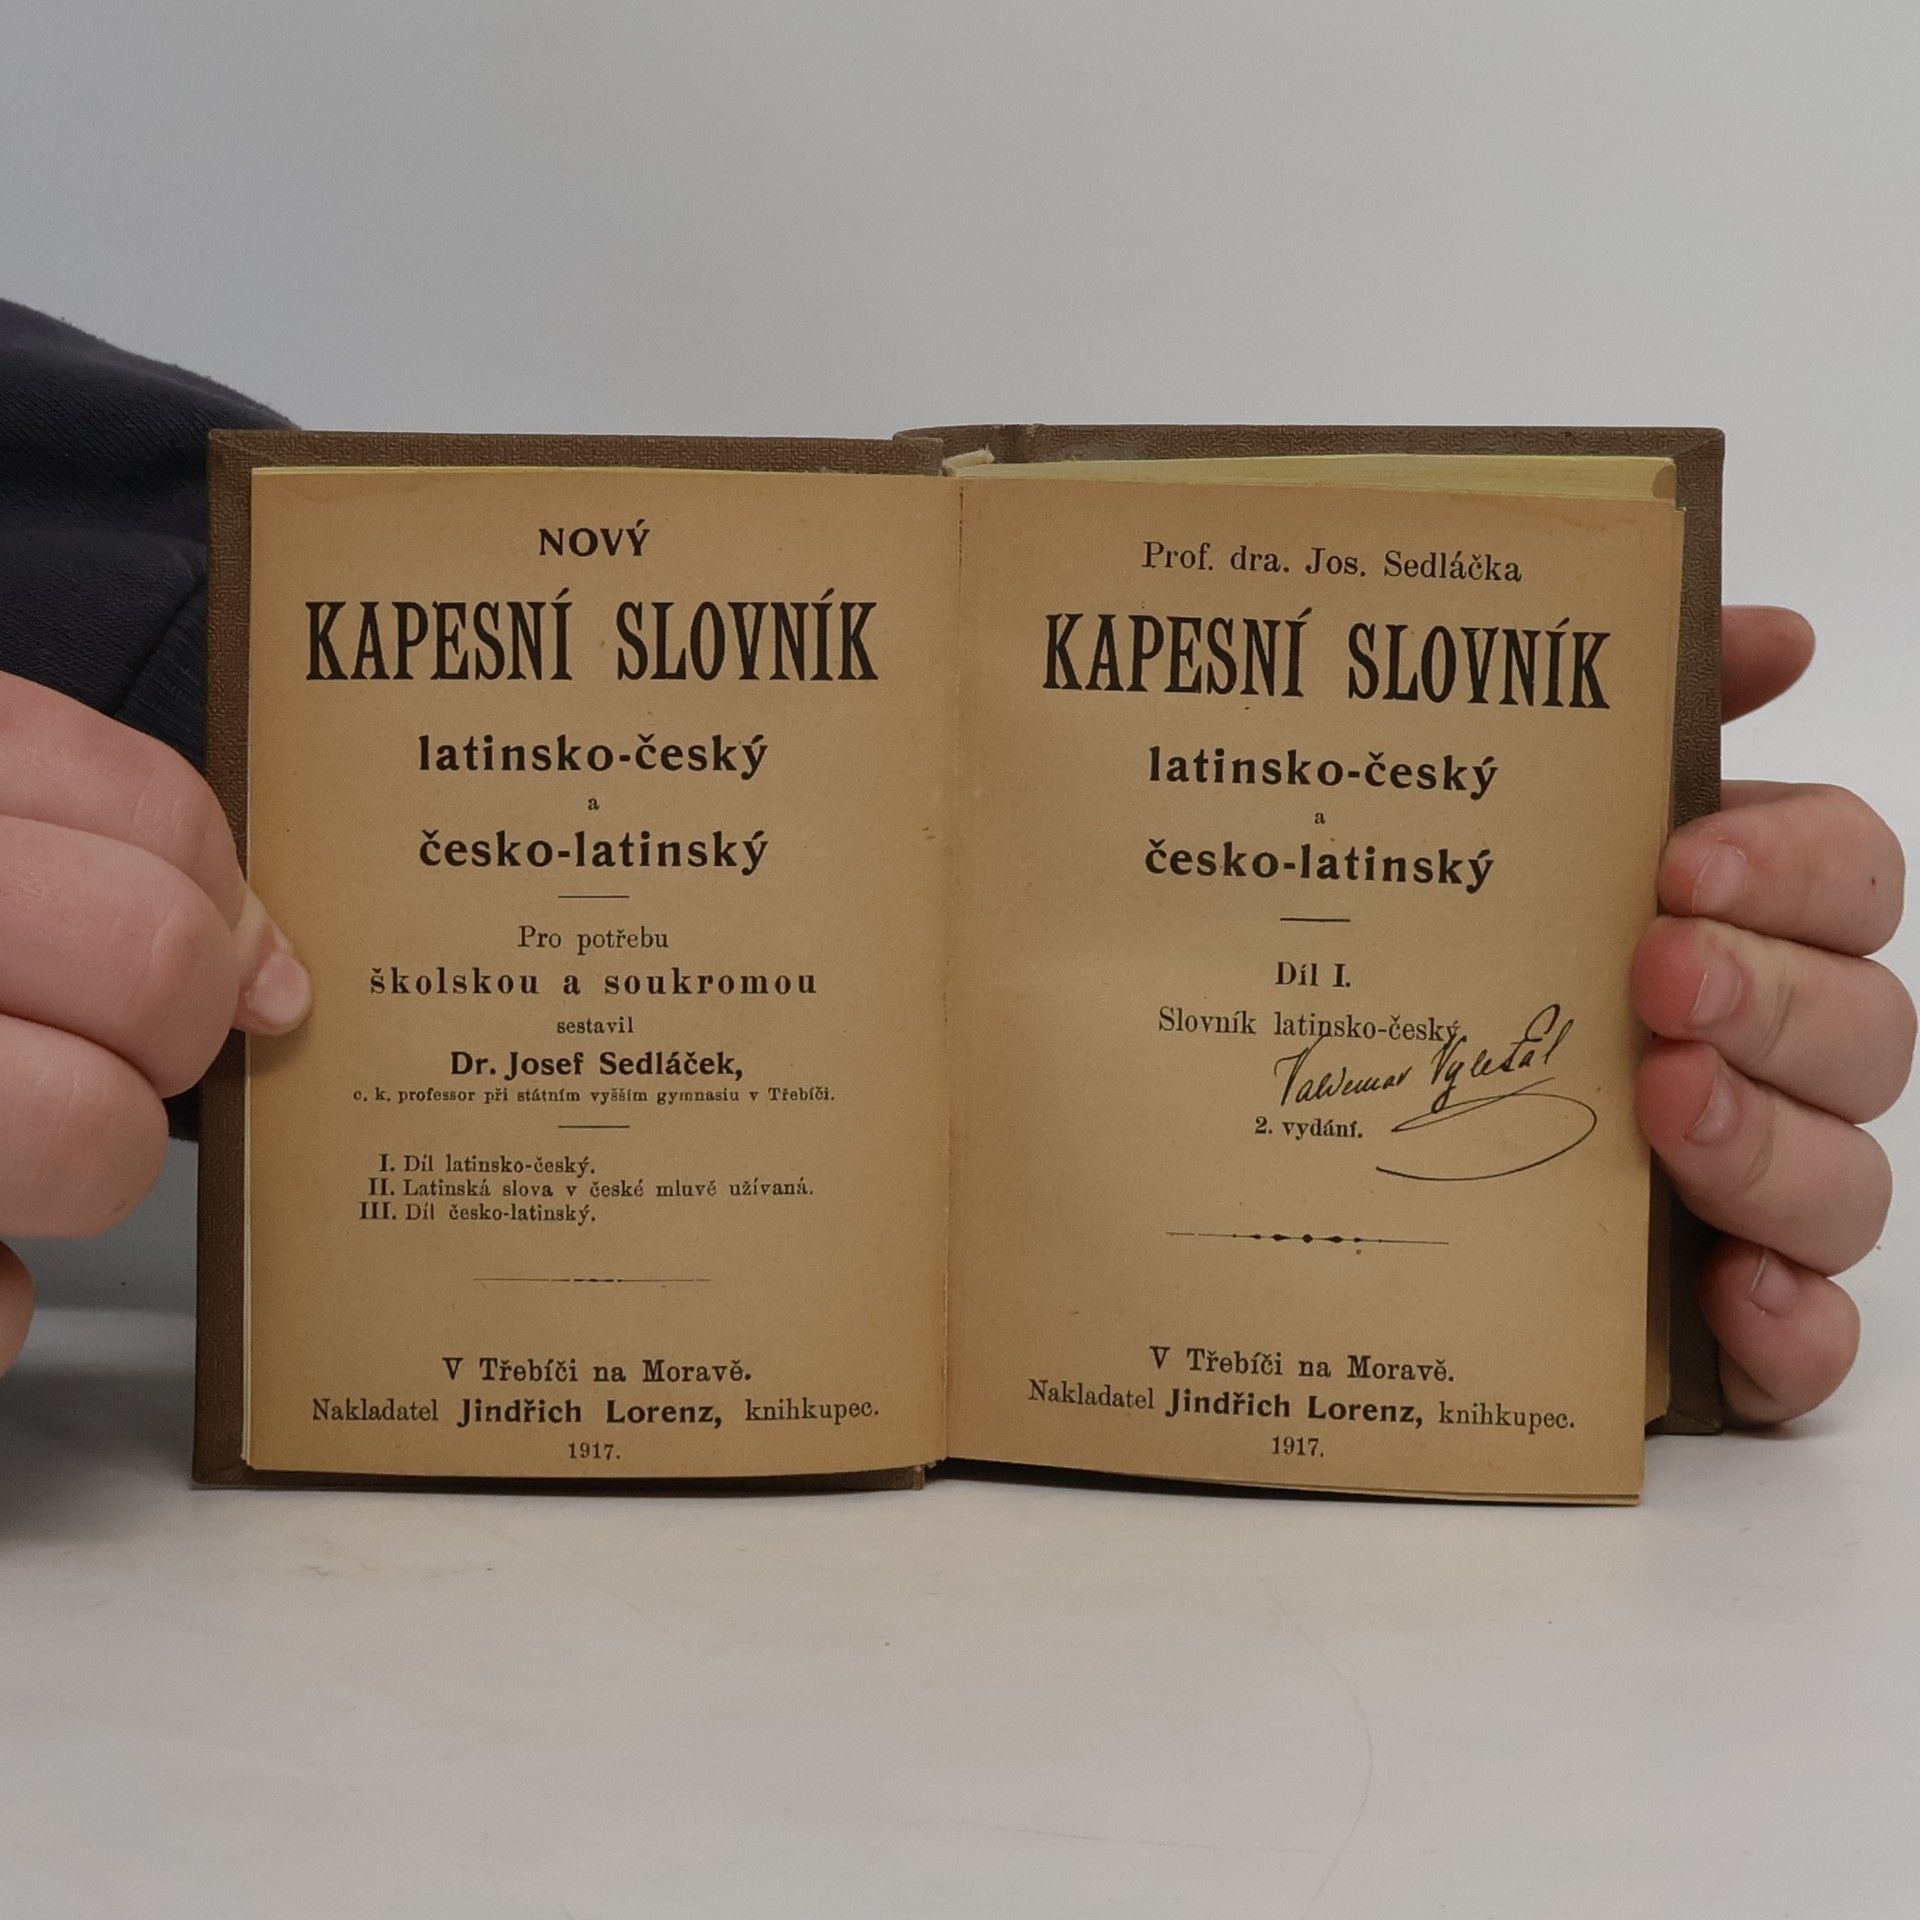 NOVÝ
KAPESNÍ SLOVNÍK
latinsko-český
a
česko-latinský
Pro potřebu
školskou a soukromou
sestavil
Dr. Josef Sedláček,
c. k. professor při státním vyšším gymnasiu v Třebíči.
I. Díl latinsko-český.
II. Latinská slova v české mluvě užívaná.
III. Díl česko-latinský.
V Třebíči na Moravě.
Nakladatel Jindřich Lorenz, knihkupec.
1917.
Prof. dra. Jos. Sedláčka
KAPESNÍ SLOVNÍK
latinsko-český
a
česko-latinský
Díl I.
Slovník latinsko-český.
Valdemar Vyleťal
2. vydání.
V Třebíči na Moravě.
Nakladatel Jindřich Lorenz, knihkupec.
1917.